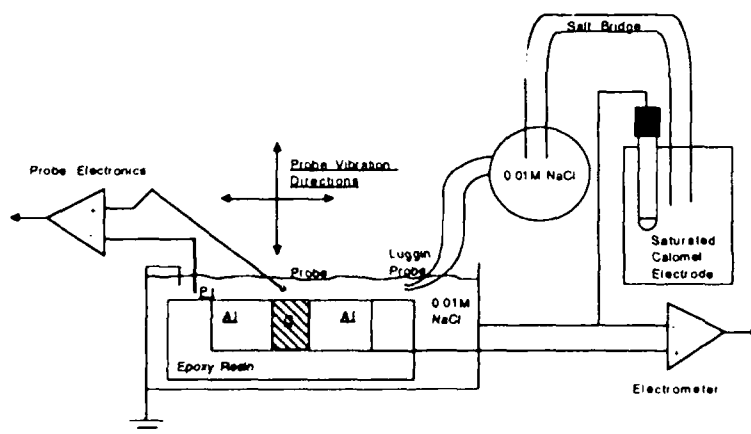 Salt Bridge
Probe Electronics
Probe Vibration
Directions
0.01M NaCl
Saturated
Calomel
Electrode
Luggin
Probe
Probe
0.01M
NaCl
Pt
Al
Al
Epoxy Resin
Electrometer
+
-
-
+